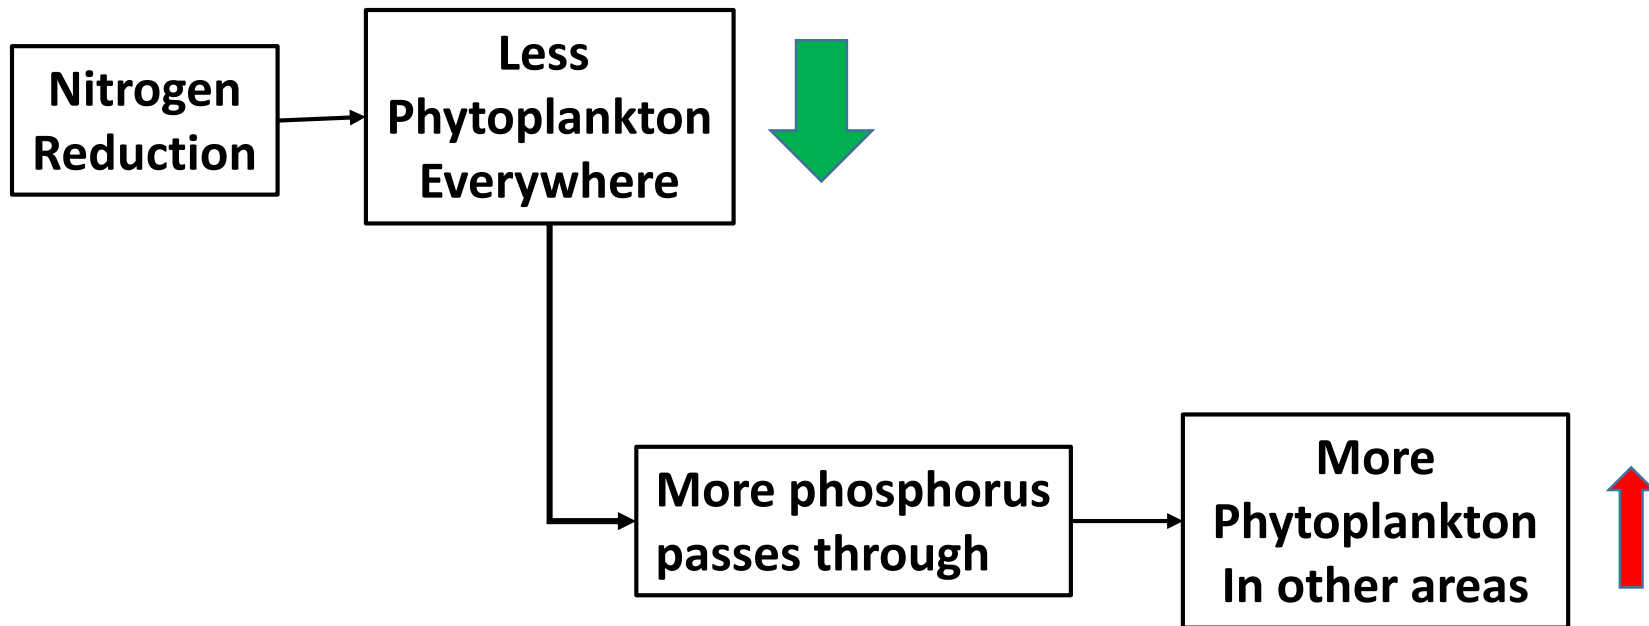 Nitrogen
Reduction
Less
Phytoplankton
Everywhere
More phosphorus
passes through
More
Phytoplankton
In other areas